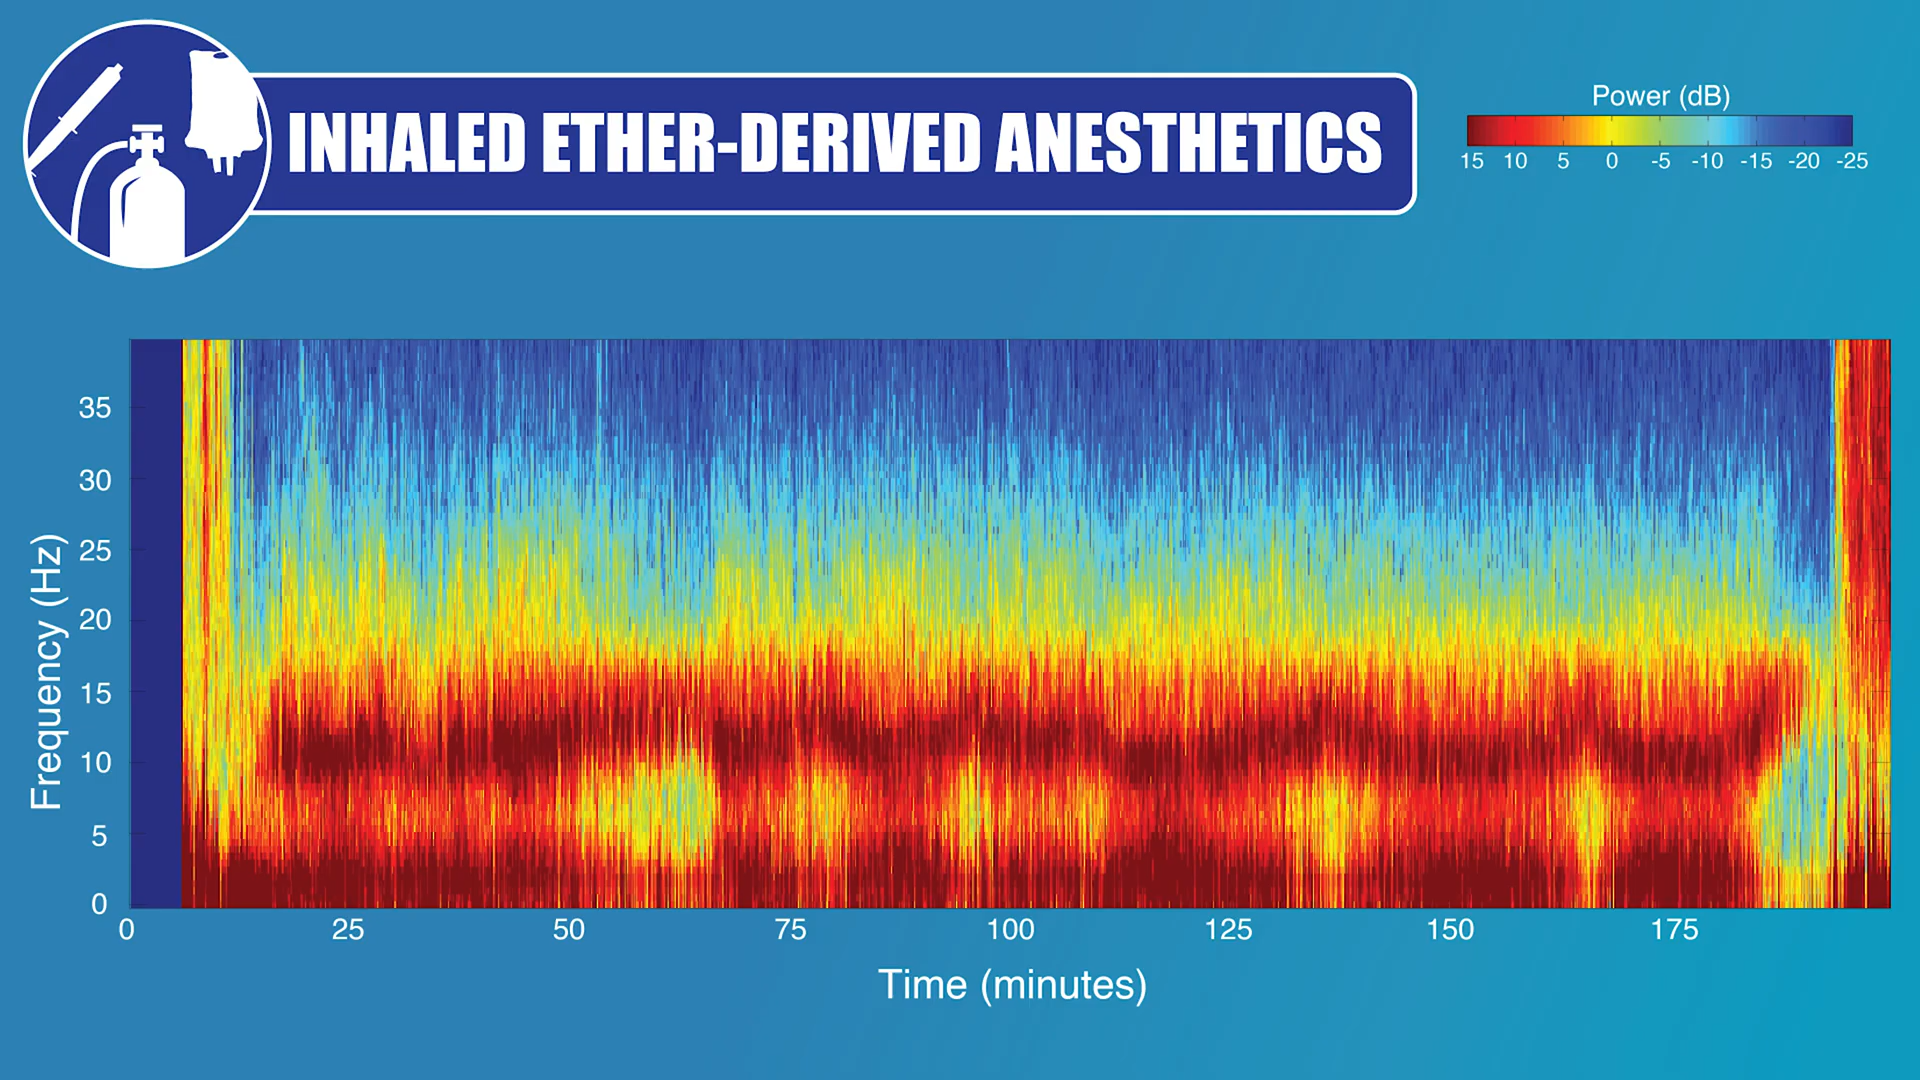 INHALED ETHER-DERIVED ANESTHETICS
Power (dB)
15 10 5 0 -5 -10 -15 -20 -25
Frequency (Hz)
35
30
25
20
15
10
5
0
0 25 50 75 100 125 150 175
Time (minutes)